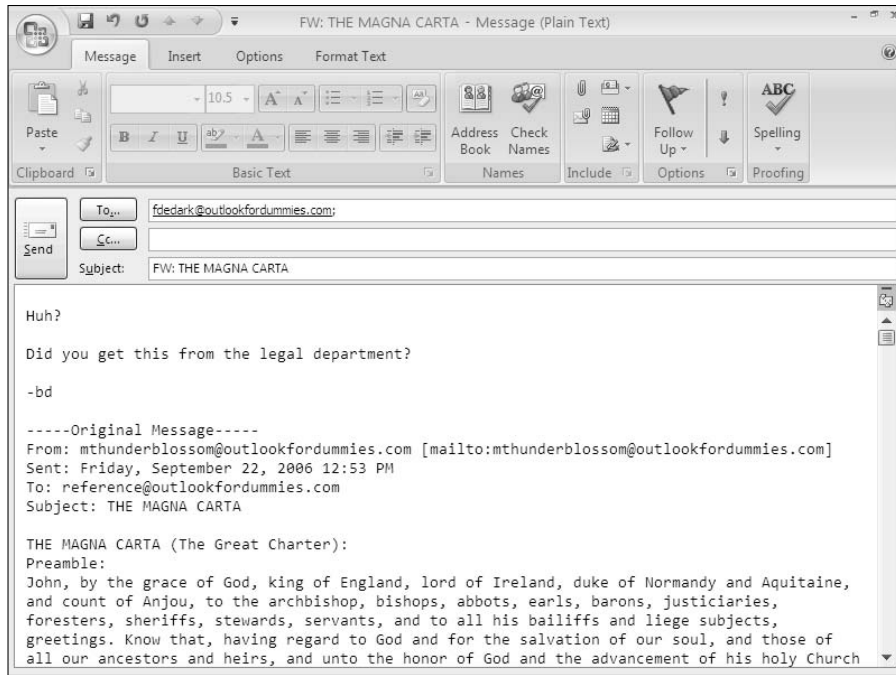 FW: THE MAGNA CARTA - Message (Plain Text)
Message Insert Options Format Text
Paste
10.5
B I U ab A
Address Book
Check Names
Follow Up
ABC
Spelling
Clipboard Basic Text Names Include Options Proofing
Send
To... fdedark@outlookfordummies.com;
Cc...
Subject: FW: THE MAGNA CARTA
Huh?
Did you get this from the legal department?
-bd
-----Original Message-----
From: mthunderblossom@outlookfordummies.com [mailto:mthunderblossom@outlookfordummies.com]
Sent: Friday, September 22, 2006 12:53 PM
To: reference@outlookfordummies.com
Subject: THE MAGNA CARTA
THE MAGNA CARTA (The Great Charter):
Preamble:
John, by the grace of God, king of England, lord of Ireland, duke of Normandy and Aquitaine,
and count of Anjou, to the archbishop, bishops, abbots, earls, barons, justiciaries,
foresters, sheriffs, stewards, servants, and to all his bailiffs and liege subjects,
greetings. Know that, having regard to God and for the salvation of our soul, and those of
all our ancestors and heirs, and unto the honor of God and the advancement of his holy Church